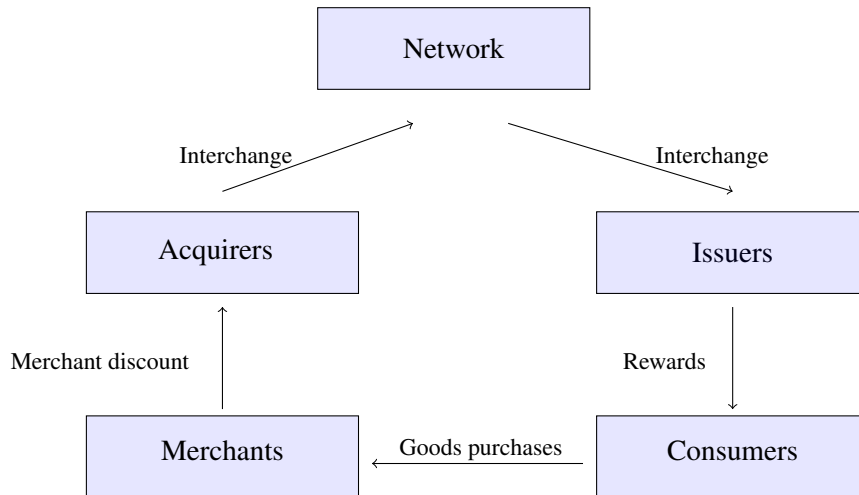 Network
Interchange
Interchange
Acquirers
Issuers
Merchant discount
Rewards
Merchants
Goods purchases
Consumers